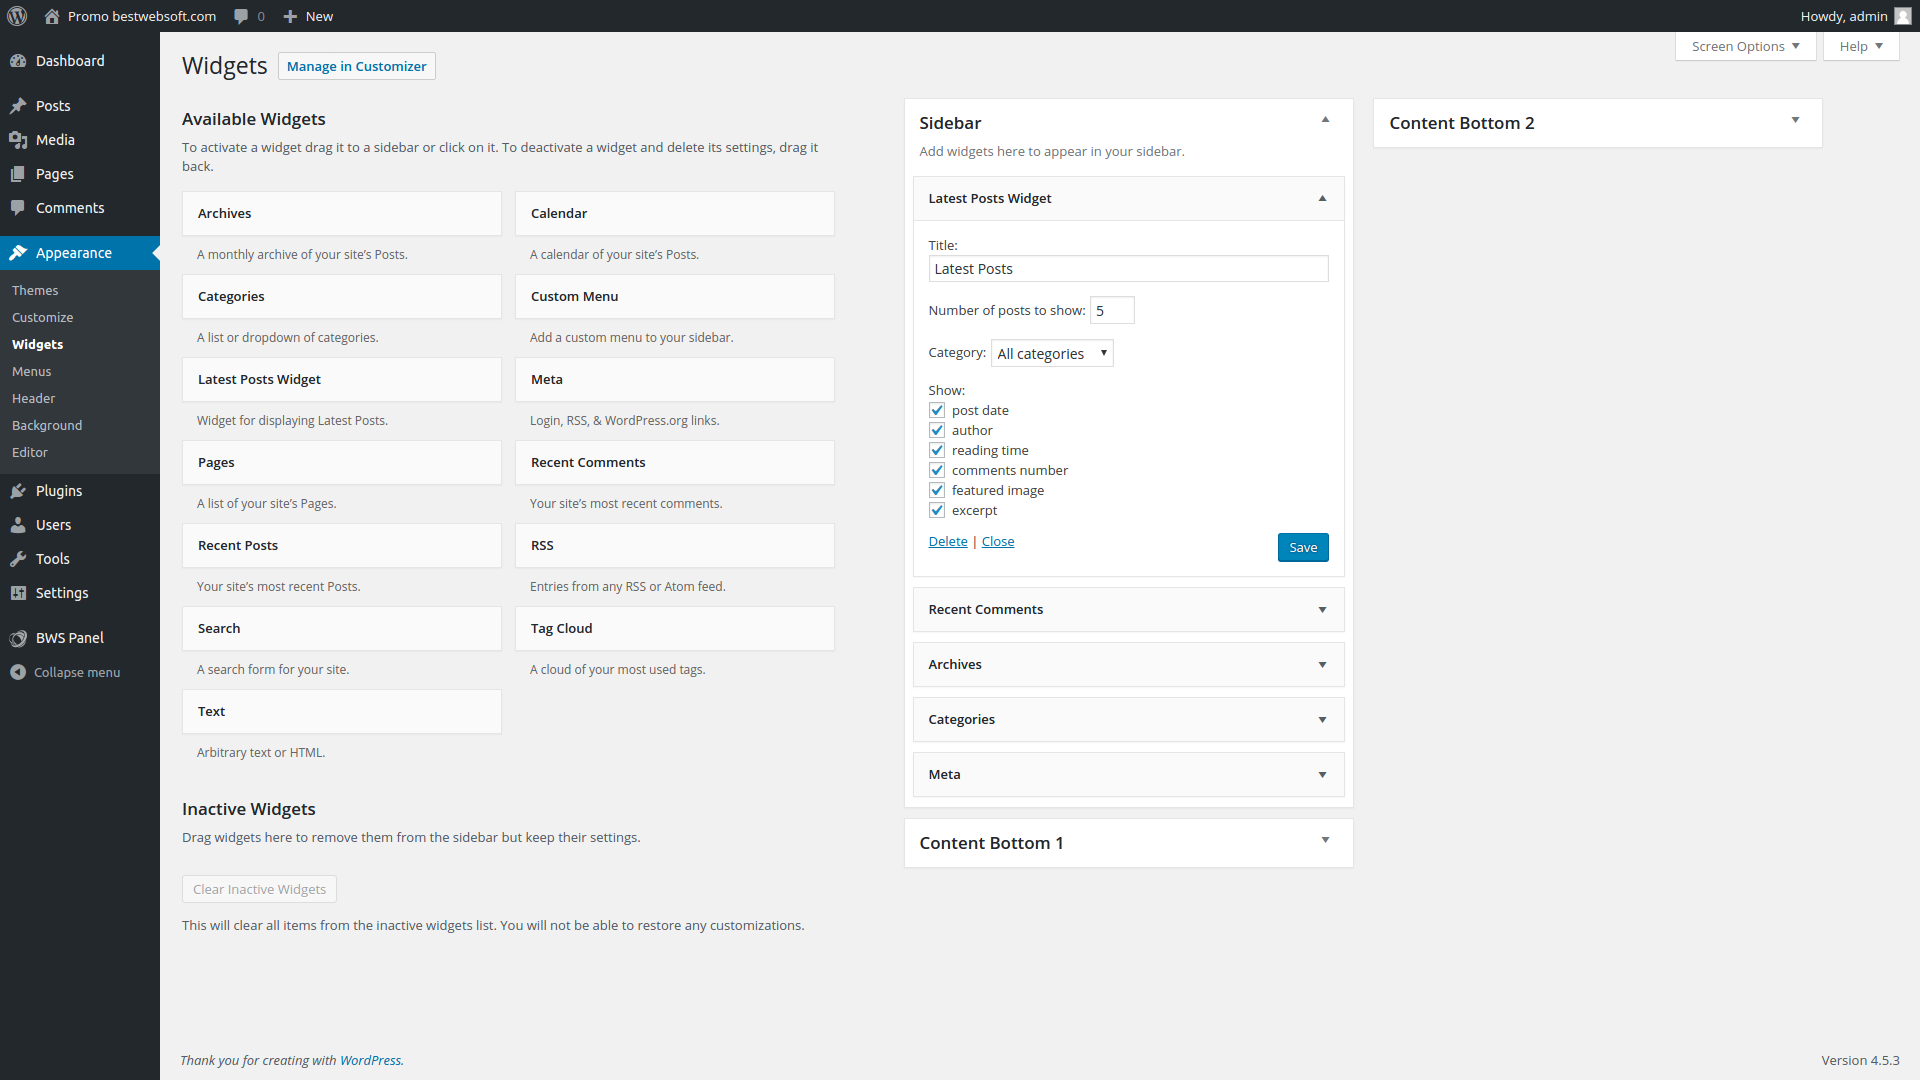 Promo bestwebsoft.com
0
New
Howdy, admin
Dashboard
Posts
Media
Pages
Comments
Appearance
Themes
Customize
Widgets
Menus
Header
Background
Editor
Plugins
Users
Tools
Settings
BWS Panel
Collapse menu
Screen Options
Help
Widgets
Manage in Customizer
Available Widgets
To activate a widget drag it to a sidebar or click on it. To deactivate a widget and delete its settings, drag it
back.
Archives
A monthly archive of your site’s Posts.
Calendar
A calendar of your site’s Posts.
Categories
A list or dropdown of categories.
Custom Menu
Add a custom menu to your sidebar.
Latest Posts Widget
Widget for displaying Latest Posts.
Meta
Login, RSS, & WordPress.org links.
Pages
A list of your site’s Pages.
Recent Comments
Your site’s most recent comments.
Recent Posts
Your site’s most recent Posts.
RSS
Entries from any RSS or Atom feed.
Search
A search form for your site.
Tag Cloud
A cloud of your most used tags.
Text
Arbitrary text or HTML.
Inactive Widgets
Drag widgets here to remove them from the sidebar but keep their settings.
Clear Inactive Widgets
This will clear all items from the inactive widgets list. You will not be able to restore any customizations.
Sidebar
Add widgets here to appear in your sidebar.
Latest Posts Widget
Title:
Latest Posts
Number of posts to show: 5
Category: All categories
Show:
post date
author
reading time
comments number
featured image
excerpt
Delete | Close
Save
Recent Comments
Archives
Categories
Meta
Content Bottom 1
Content Bottom 2
Thank you for creating with WordPress.
Version 4.5.3